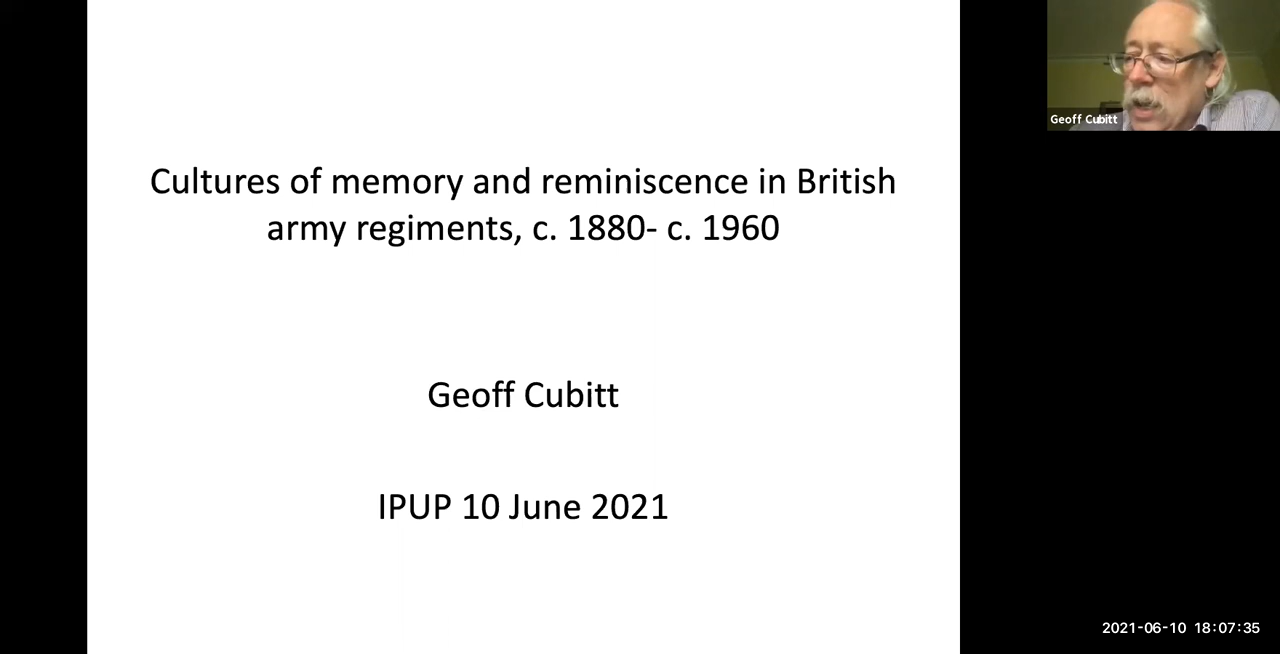 Cultures of memory and reminiscence in British
army regiments, c. 1880- c. 1960
Geoff Cubitt
IPUP 10 June 2021
Geoff Cubitt
2021-06-10 18:07:35